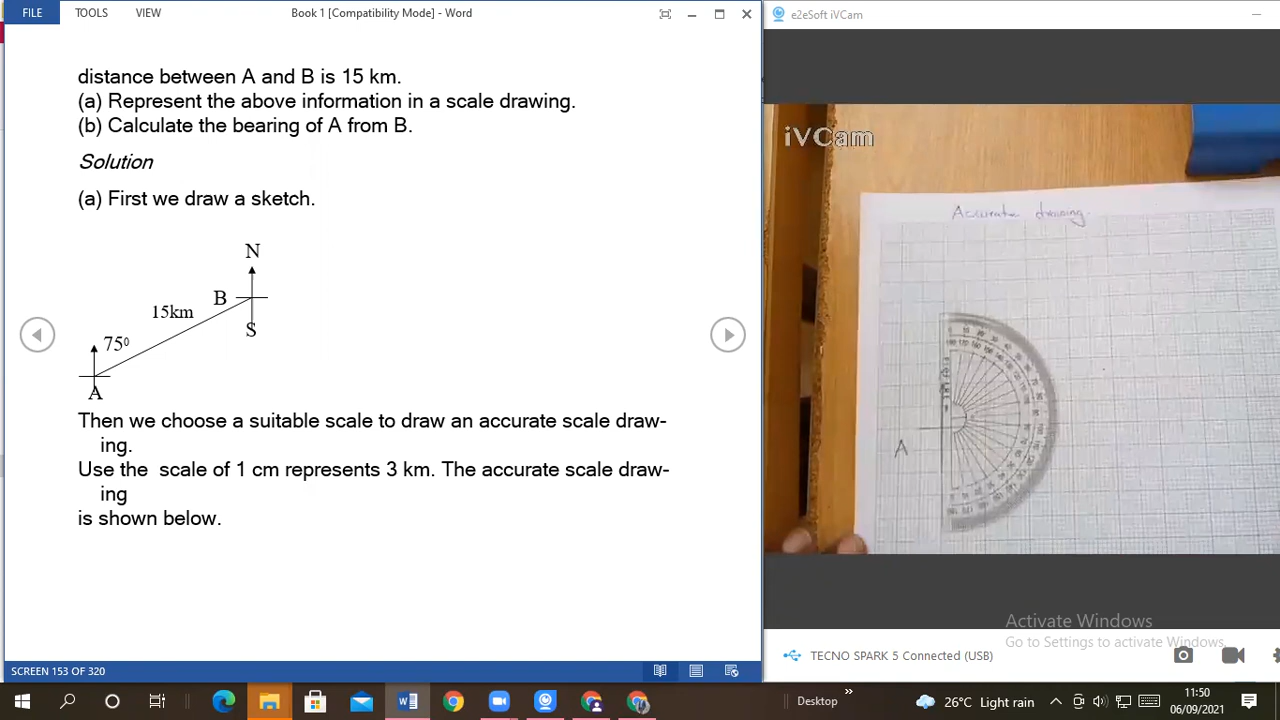 FILE TOOLS VIEW Book 1 [Compatibility Mode] - Word
distance between A and B is 15 km.
(a) Represent the above information in a scale drawing.
(b) Calculate the bearing of A from B.
Solution
(a) First we draw a sketch.
N
B
15km
S
75⁰
A
Then we choose a suitable scale to draw an accurate scale draw-
ing.
Use the scale of 1 cm represents 3 km. The accurate scale draw-
ing
is shown below.
SCREEN 153 OF 320
e2eSoft iVCam
iVCam
Accurate drawing
A
Activate Windows
Go to Settings to activate Windows.
TECNO SPARK 5 Connected (USB)
Desktop
26°C Light rain
11:50
06/09/2021